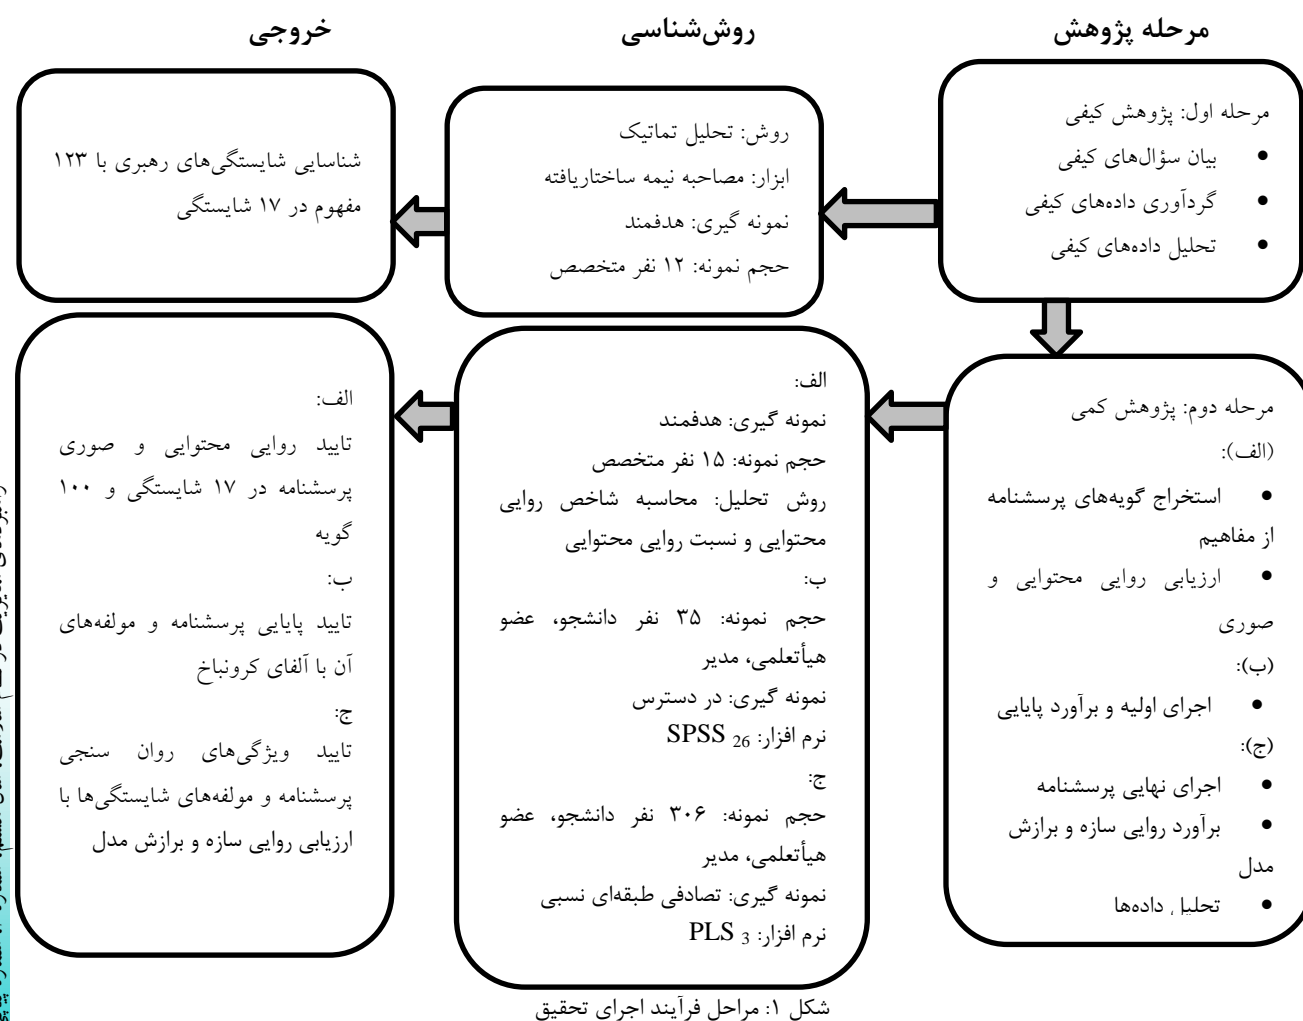 مرحله پژوهش
روش‌شناسی
خروجی
مرحله اول: پژوهش کیفی
• بیان سؤال‌های کیفی
• گردآوری داده‌های کیفی
• تحلیل داده‌های کیفی
روش: تحلیل تماتیک
ابزار: مصاحبه نیمه ساختاریافته
نمونه گیری: هدفمند
حجم نمونه: ۱۲ نفر متخصص
شناسایی شایستگی‌های رهبری با ۱۲۳
مفهوم در ۱۷ شایستگی
مرحله دوم: پژوهش کمی
(الف):
• استخراج گویه‌های پرسشنامه
از مفاهیم
• ارزیابی روایی محتوایی و
صوری
(ب):
• اجرای اولیه و برآورد پایایی
(ج):
• اجرای نهایی پرسشنامه
• برآورد روایی سازه و برازش
مدل
• تحلیل داده‌ها
الف:
نمونه گیری: هدفمند
حجم نمونه: ۱۵ نفر متخصص
روش تحلیل: محاسبه شاخص روایی
محتوایی و نسبت روایی محتوایی
ب:
حجم نمونه: ۳۵ نفر دانشجو، عضو
هیأتعلمی، مدیر
نمونه گیری: در دسترس
نرم افزار: SPSS 26
ج:
حجم نمونه: ۳۰۶ نفر دانشجو، عضو
هیأتعلمی، مدیر
نمونه گیری: تصادفی طبقه‌ای نسبی
نرم افزار: PLS 3
الف:
تایید روایی محتوایی و صوری
پرسشنامه در ۱۷ شایستگی و ۱۰۰
گویه
ب:
تایید پایایی پرسشنامه و مولفه‌های
آن با آلفای کرونباخ
ج:
تایید ویژگی‌های روان سنجی
پرسشنامه و مولفه‌های شایستگی‌ها با
ارزیابی روایی سازه و برازش مدل
شکل ۱: مراحل فرآیند اجرای تحقیق